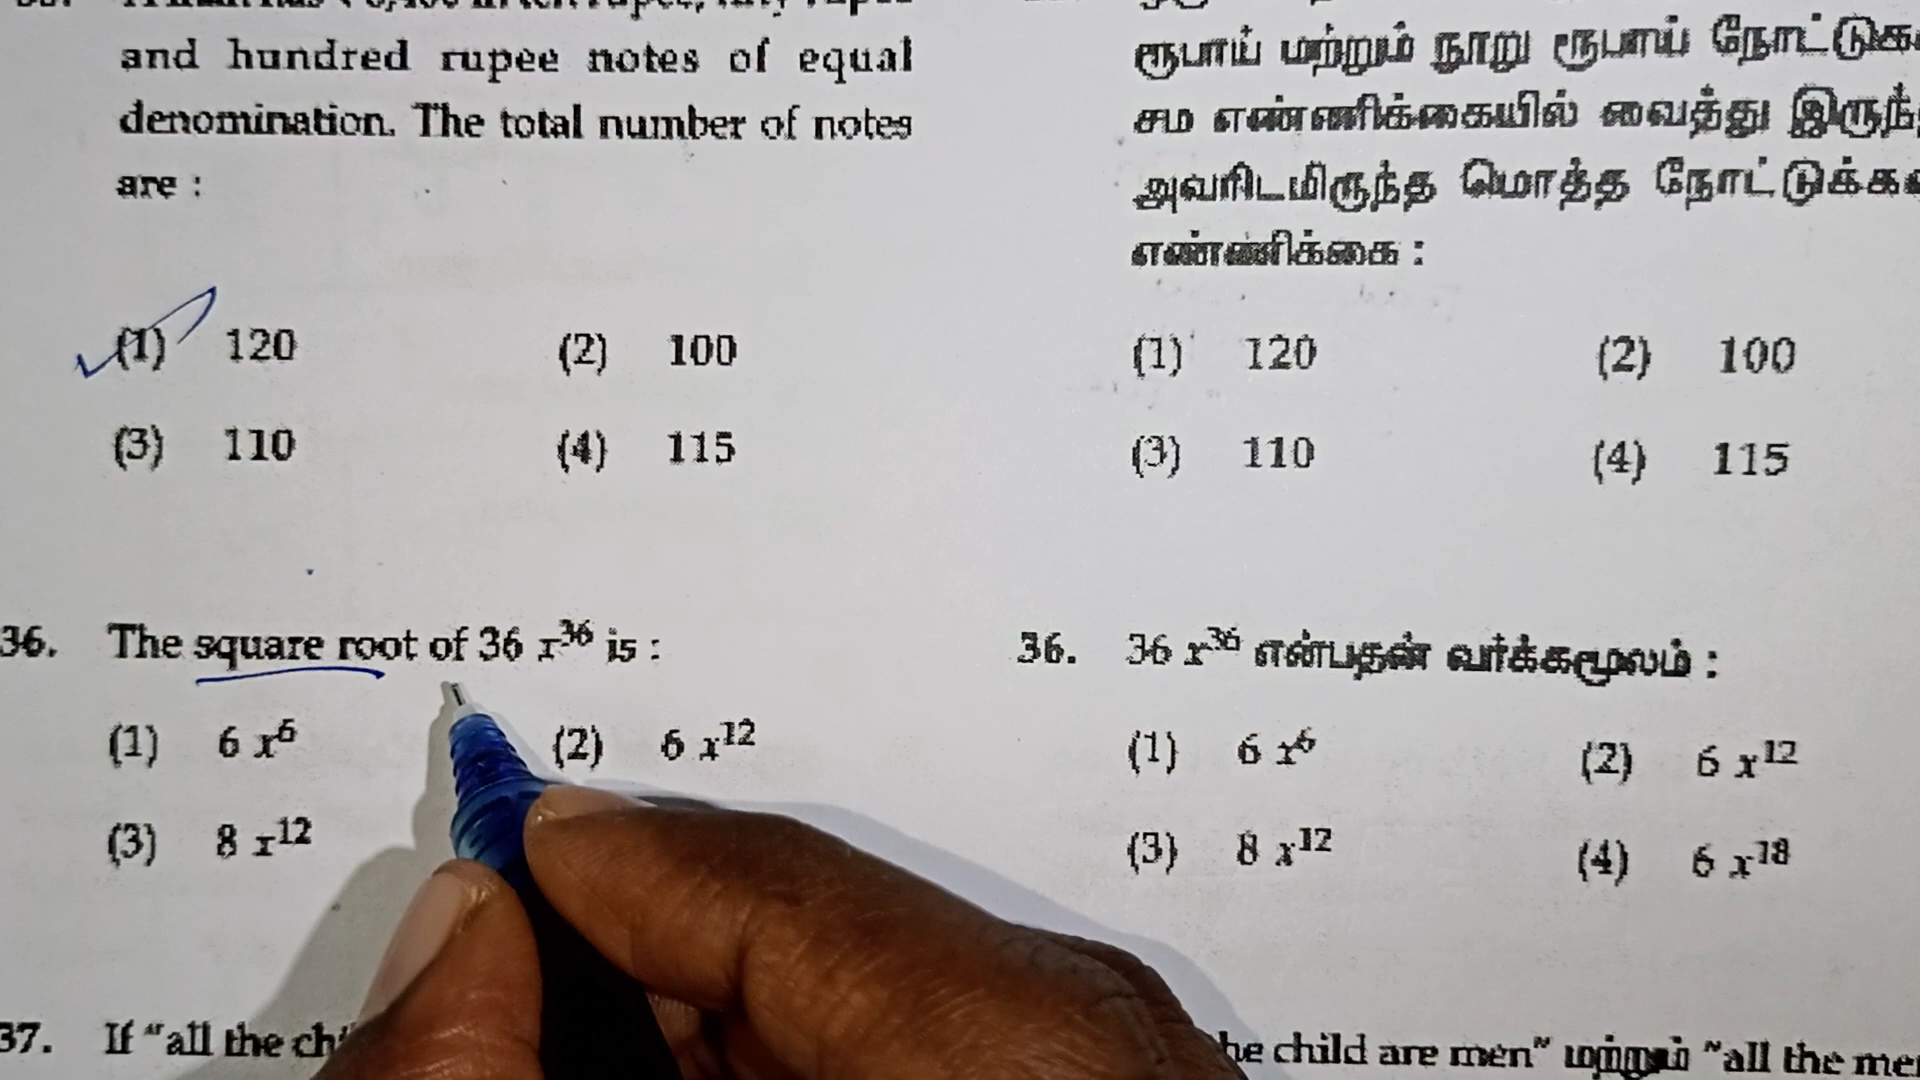 and hundred rupee notes of equal
denomination. The total number of notes
are :
(1) 120 (2) 100
(3) 110 (4) 115
36. The square root of 36 x³⁶ is :
(1) 6 x⁶ (2) 6 x¹²
(3) 8 x¹²
37. If "all the
ரூபாய் மற்றும் நூறு ரூபாய்
சம எண்ணிக்கையில் வைத்து
அவரிடமிருந்த மொத்த
எண்ணிக்கை :
(1) 120 (2) 100
(3) 110 (4) 115
36. 36 x³⁶ என்பதன் வர்க்கமூலம் :
(1) 6 x⁶ (2) 6 x¹²
(3) 8 x¹² (4) 6 x¹⁸
child are men" மற்றும் "all the